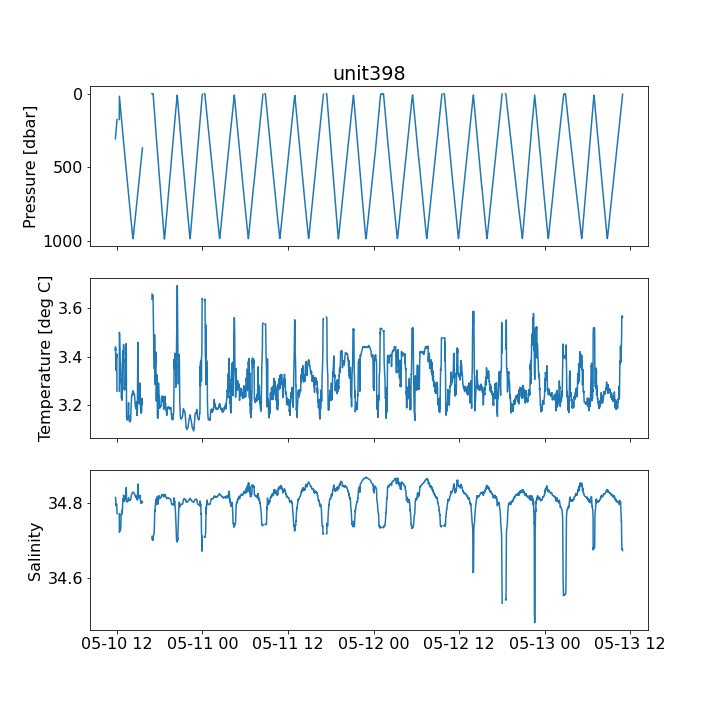 unit398
0
500
1000
Pressure [dbar]
3.6
3.4
3.2
Temperature [deg C]
34.8
34.6
Salinity
05-10 12 05-11 00 05-11 12 05-12 00 05-12 12 05-13 00 05-13 12